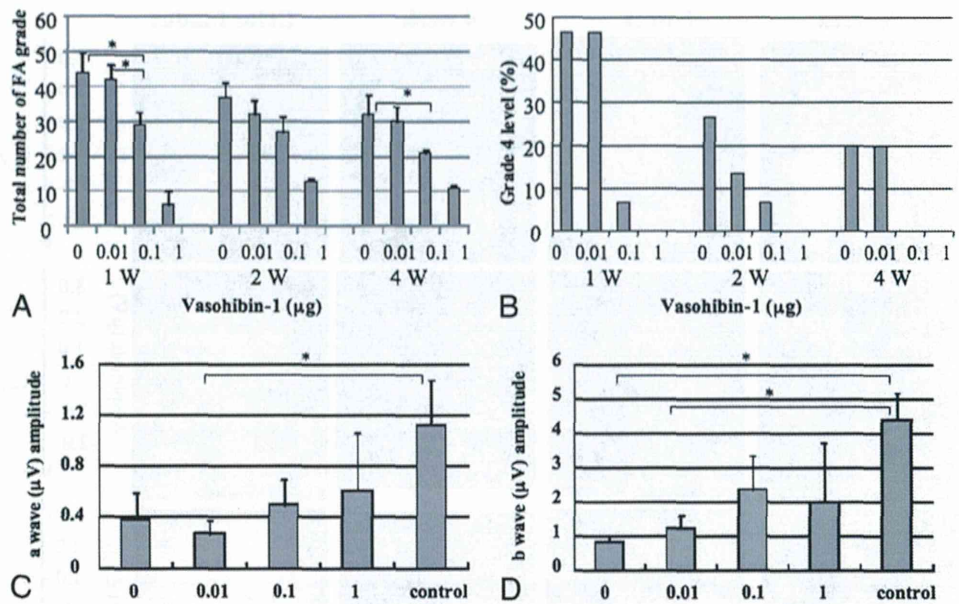 Total number of FA grade
60
50
40
30
20
10
0
*
*
*
0 0.01 0.1 1 0 0.01 0.1 1 0 0.01 0.1 1
1 W 2 W 4 W
Vasohibin-1 (µg)
A
Grade 4 level (%)
50
40
30
20
10
0
0 0.01 0.1 1 0 0.01 0.1 1 0 0.01 0.1 1
1 W 2 W 4 W
Vasohibin-1 (µg)
B
a wave (µV) amplitude
1.6
1.2
0.8
0.4
0
*
0 0.01 0.1 1 control
C
b wave (µV) amplitude
6
5
4
3
2
1
0
*
*
0 0.01 0.1 1 control
D